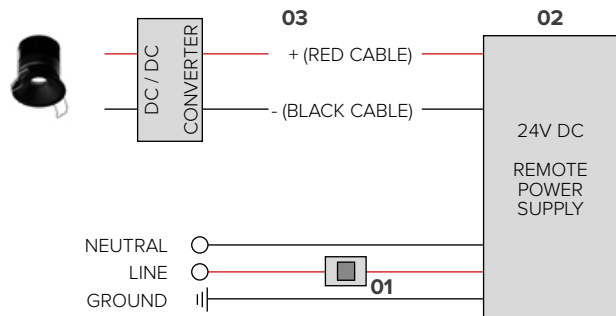 03
02
DC / DC
CONVERTER
+ (RED CABLE)
- (BLACK CABLE)
24V DC
REMOTE
POWER
SUPPLY
NEUTRAL
LINE
01
GROUND